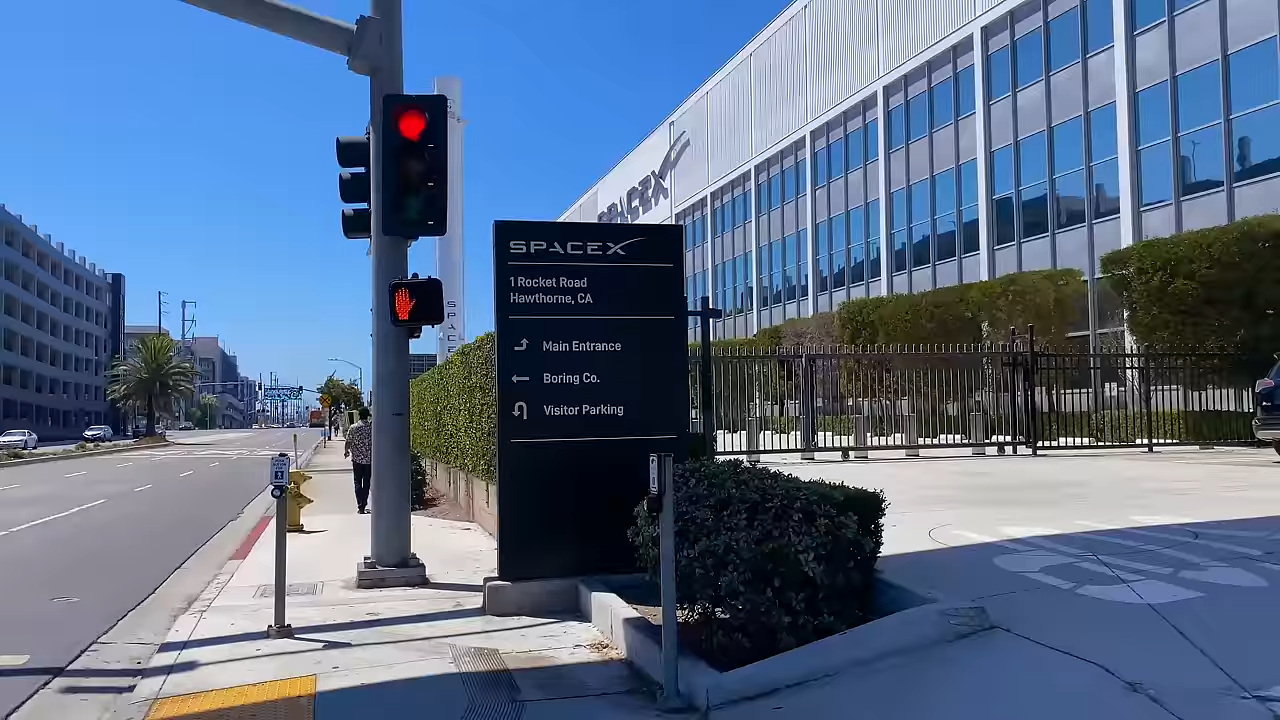 SPACEX
SPACEX
1 Rocket Road
Hawthorne, CA
Main Entrance
Boring Co.
Visitor Parking
S
P
A
C
E